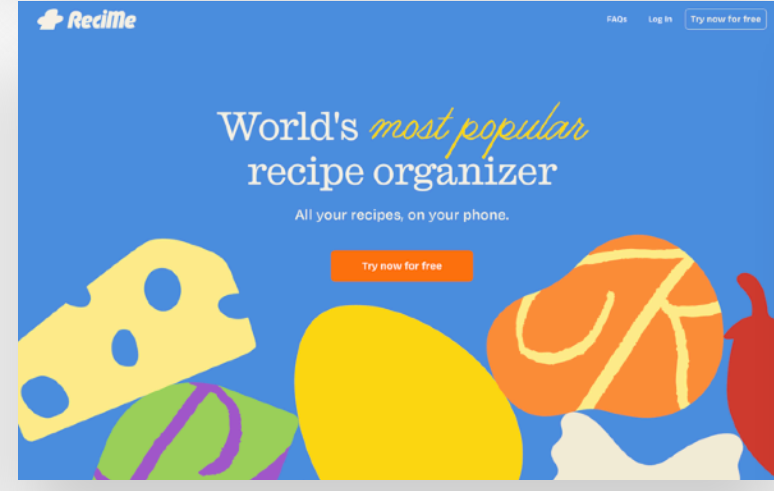 ReciMe
FAQs
Log In
Try now for free
World's most popular
recipe organizer
All your recipes, on your phone.
Try now for free